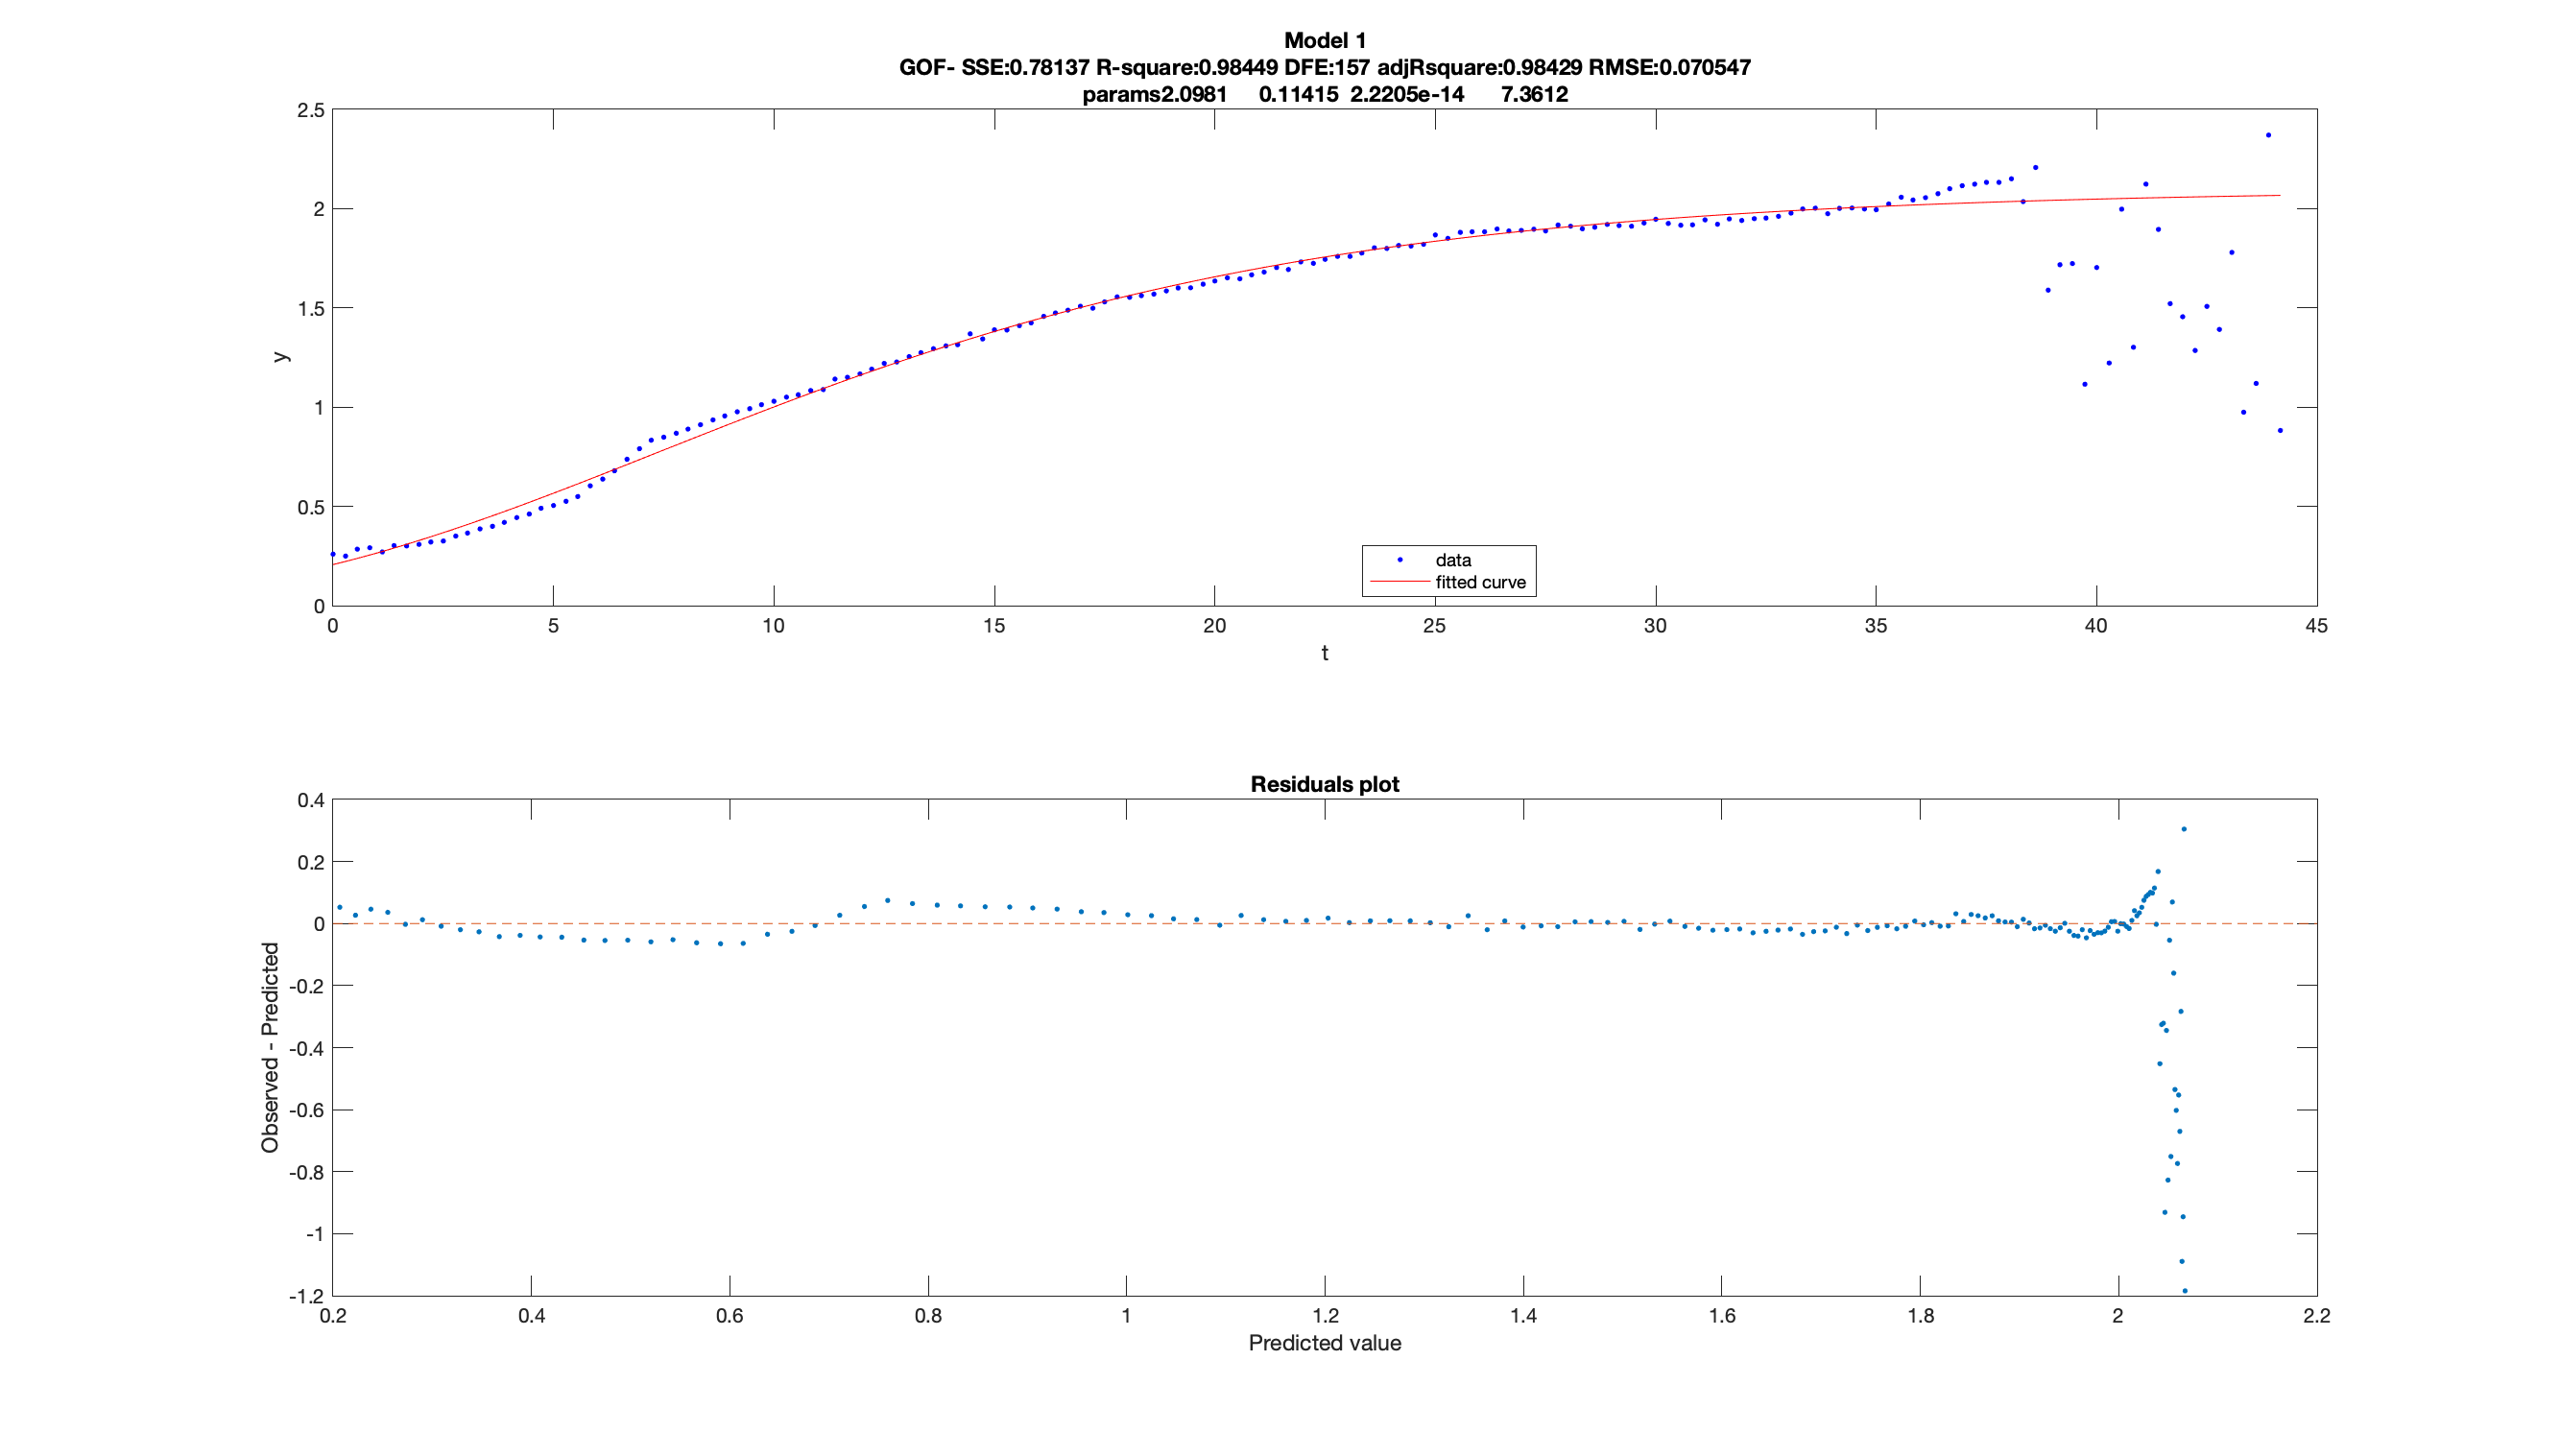 Model 1
GOF- SSE:0.78137 R-square:0.98449 DFE:157 adjRsquare:0.98429 RMSE:0.070547
params2.0981 0.11415 2.2205e-14 7.3612
2.5
2
1.5
1
0.5
0
y
data
fitted curve
0 5 10 15 20 25 30 35 40 45
t
Residuals plot
0.4
0.2
0
-0.2
-0.4
-0.6
-0.8
-1
-1.2
Observed - Predicted
0.2 0.4 0.6 0.8 1 1.2 1.4 1.6 1.8 2 2.2
Predicted value